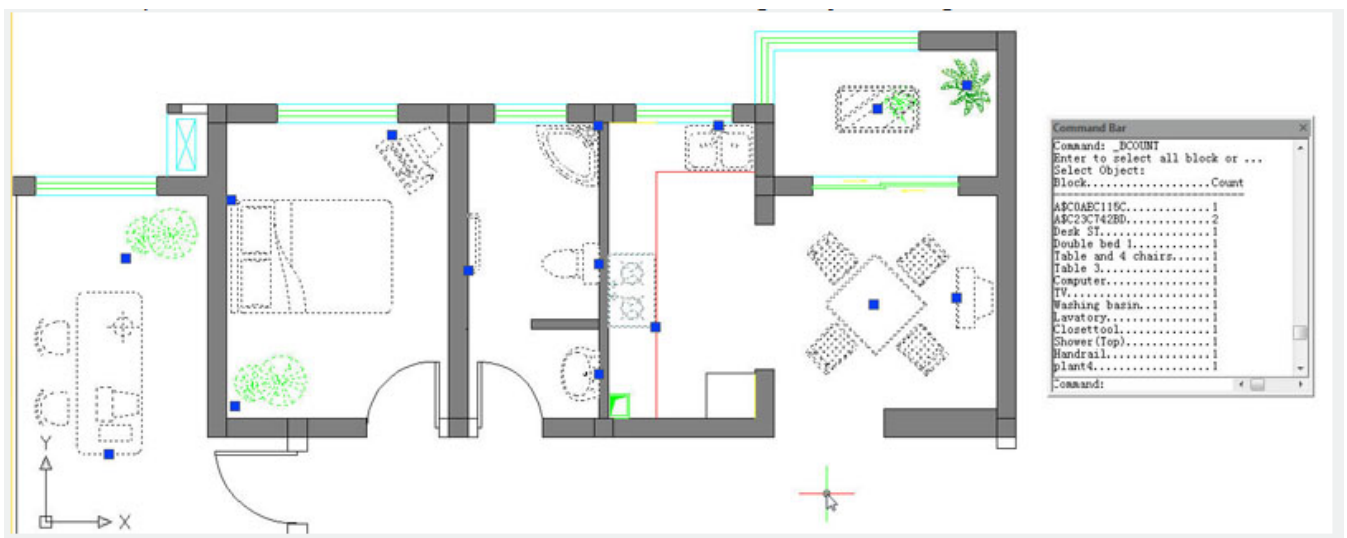 Command Bar
Command: _BCOUNT
Enter to select all block or ...
Select Object:
Block...................Count
A$C0AEC115C.............1
A$C23C742BD.............2
Desk ST.................1
Double bed 1............1
Table and 4 chairs......1
Table 3.................1
Computer................1
TV......................1
Washing basin...........1
Lavatory................1
Closettool..............1
Shower(Top).............1
Handrail................1
plant4..................1
Command:
Y
X